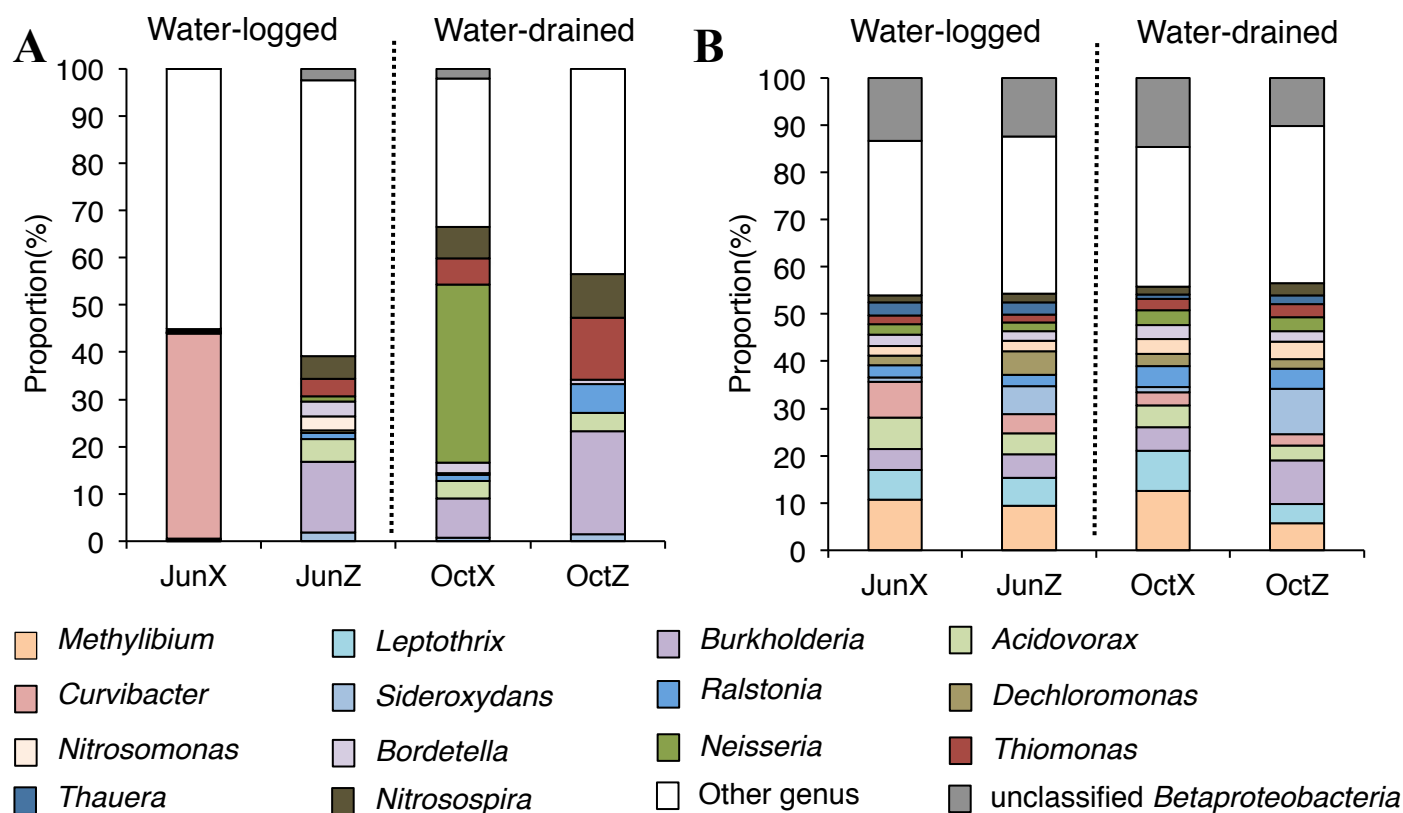 A
Water-logged
Water-drained
Proportion(%)
100
90
80
70
60
50
40
30
20
10
0
JunX JunZ OctX OctZ
B
Water-logged
Water-drained
Proportion(%)
100
90
80
70
60
50
40
30
20
10
0
JunX JunZ OctX OctZ
Methylibium Leptothrix Burkholderia Acidovorax
Curvibacter Sideroxydans Ralstonia Dechloromonas
Nitrosomonas Bordetella Neisseria Thiomonas
Thauera Nitrosospira Other genus unclassified Betaproteobacteria